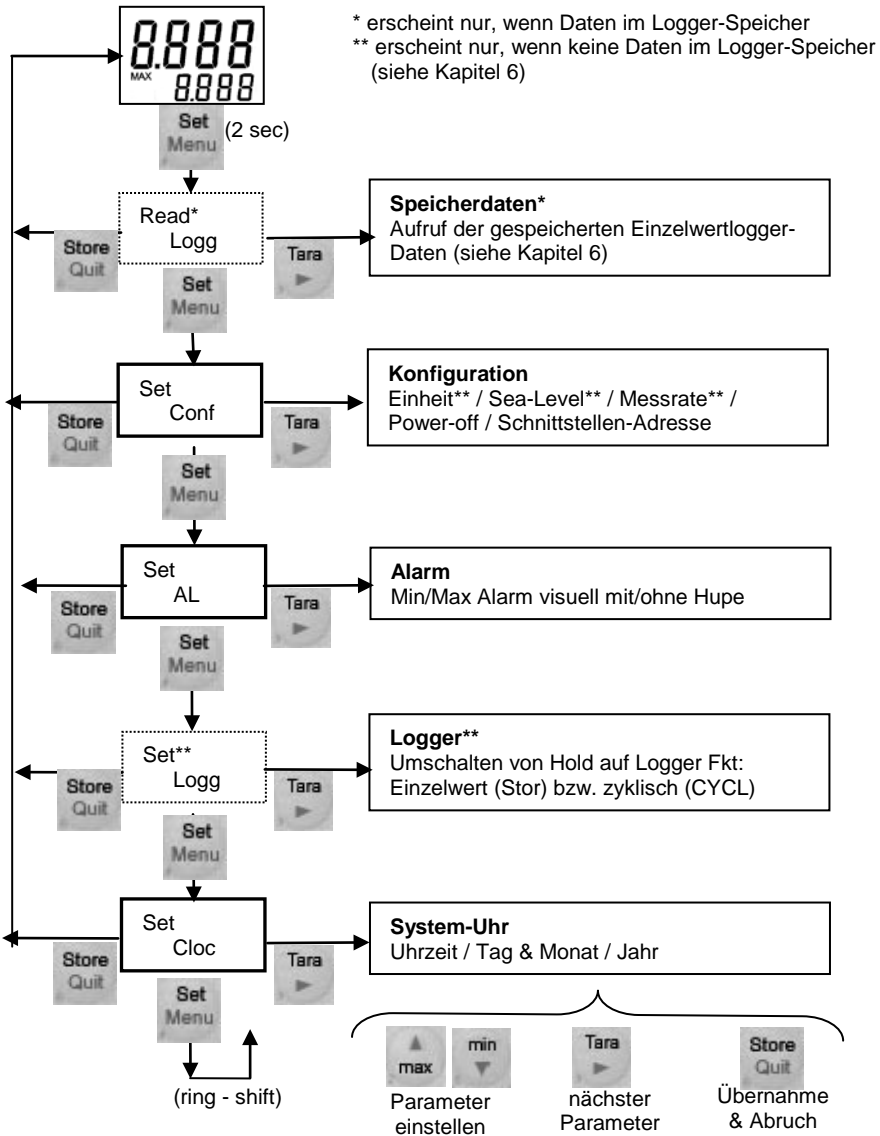 8.888
MAX
8.888
* erscheint nur, wenn Daten im Logger-Speicher
** erscheint nur, wenn keine Daten im Logger-Speicher
(siehe Kapitel 6)
Set
Menu
(2 sec)
Read*
Logg
Store
Quit
Tara
Speicherdaten*
Aufruf der gespeicherten Einzelwertlogger-
Daten (siehe Kapitel 6)
Set
Menu
Set
Conf
Store
Quit
Tara
Konfiguration
Einheit** / Sea-Level** / Messrate** /
Power-off / Schnittstellen-Adresse
Set
Menu
Set
AL
Store
Quit
Tara
Alarm
Min/Max Alarm visuell mit/ohne Hupe
Set
Menu
Set**
Logg
Store
Quit
Tara
Logger**
Umschalten von Hold auf Logger Fkt:
Einzelwert (Stor) bzw. zyklisch (CYCL)
Set
Menu
Set
Cloc
Store
Quit
Tara
System-Uhr
Uhrzeit / Tag & Monat / Jahr
Set
Menu
(ring - shift)
max
min
Parameter
einstellen
Tara
nächster
Parameter
Store
Quit
Übernahme
& Abruch